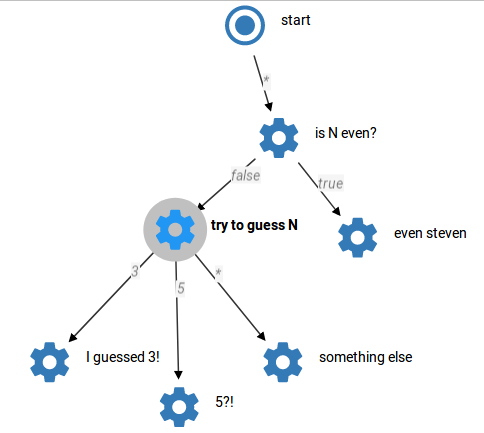 start
*
is N even?
false
true
try to guess N
even steven
3
5
*
I guessed 3!
something else
5?!